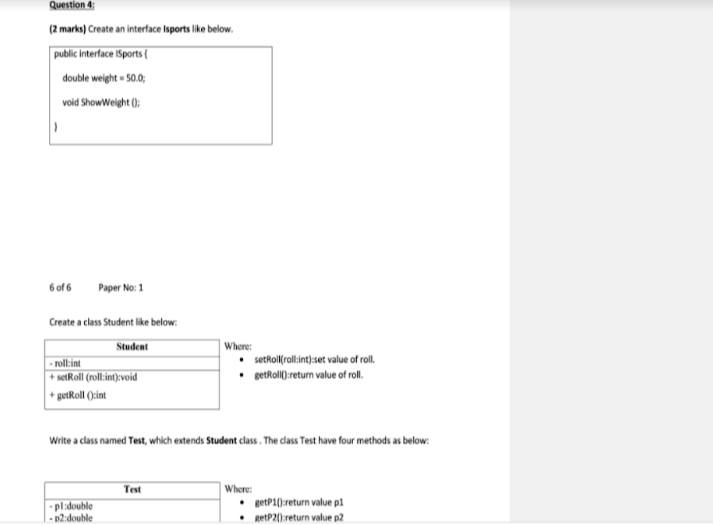 Question 4:
(2 marks) Create an interface Isports like below.
public interface ISports {
double weight = 50.0;
void ShowWeight ();
}
6 of 6 Paper No: 1
Create a class Student like below:
Student
- roll:int
+ setRoll (roll:int):void
+ getRoll ():int
Where:
• setRoll(roll:int):set value of roll.
• getRoll():return value of roll.
Write a class named Test, which extends Student class . The class Test have four methods as below:
Test
- p1:double
- p2:double
Where:
• getP1():return value p1
• getP2():return value p2